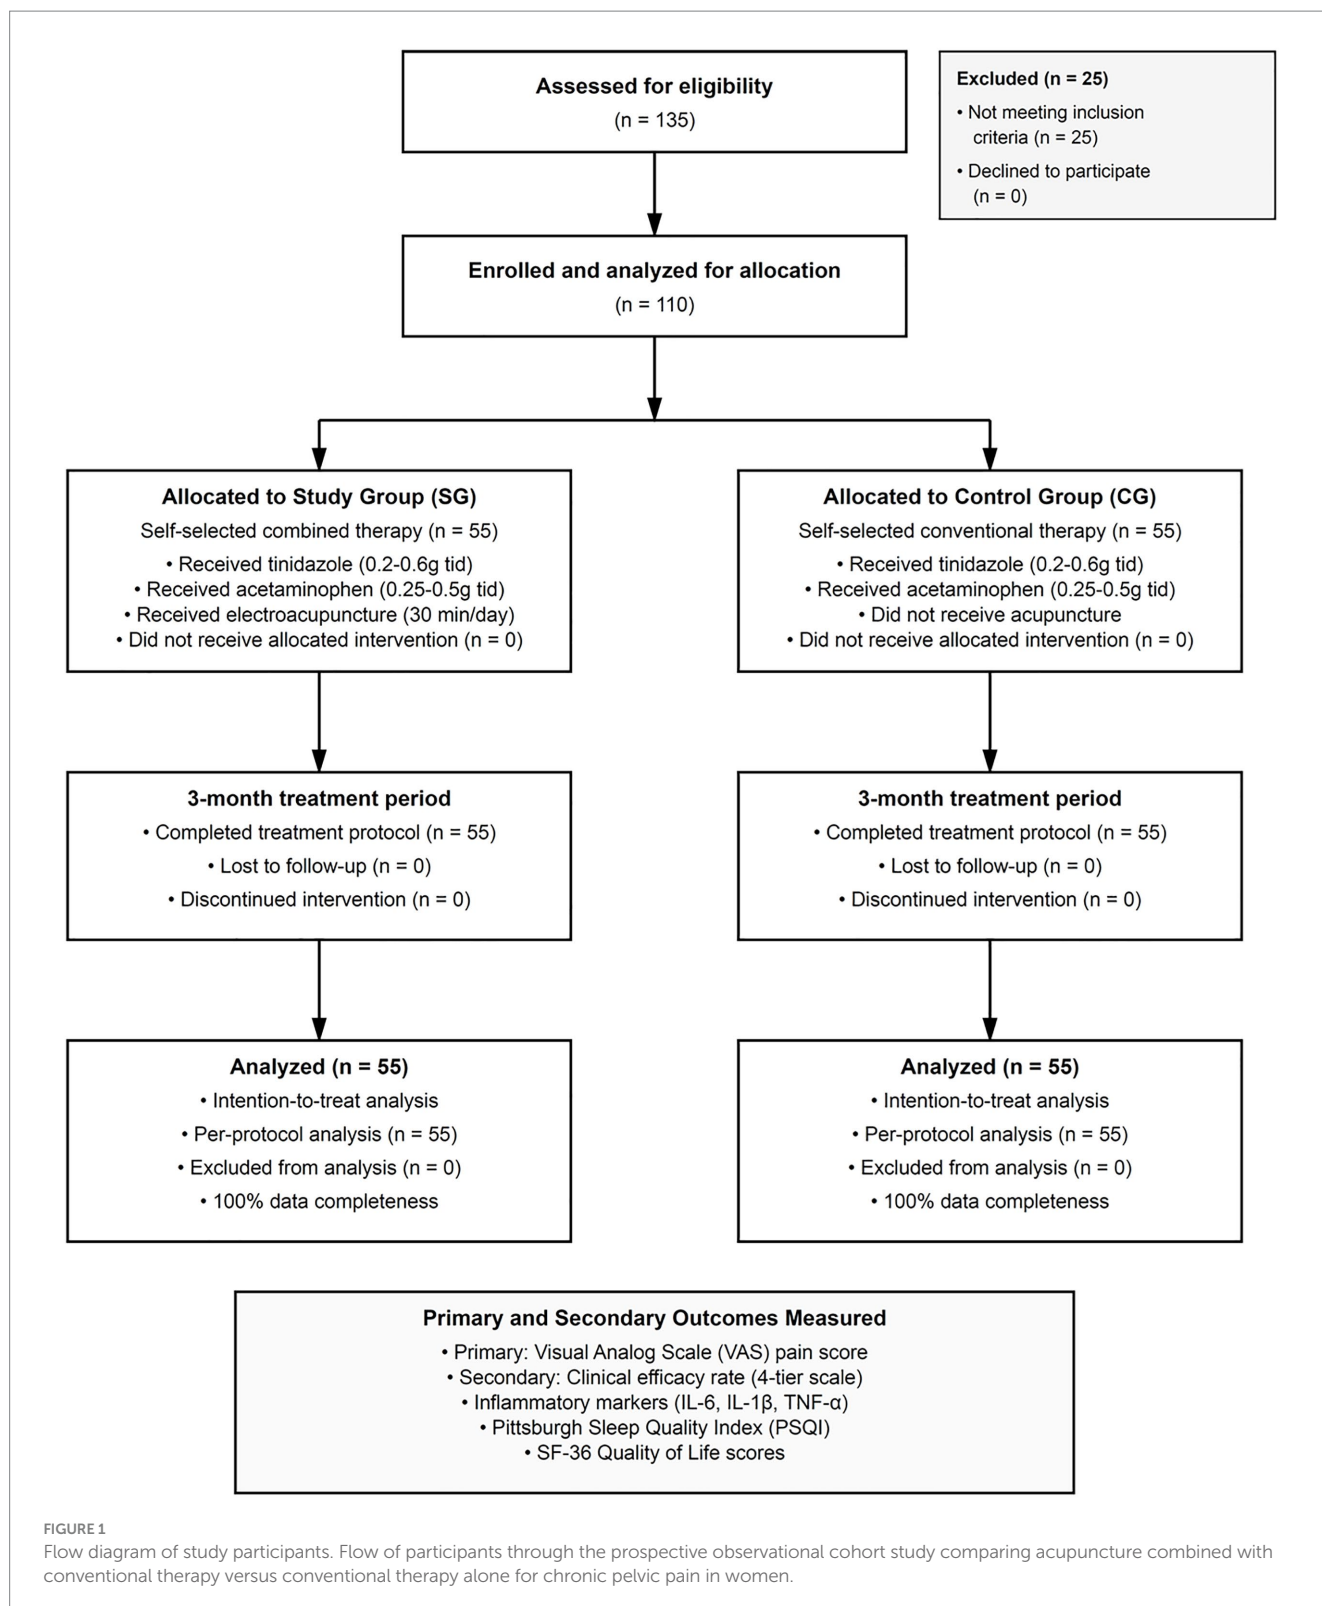 Assessed for eligibility
(n = 135)
Excluded (n = 25)
• Not meeting inclusion
criteria (n = 25)
• Declined to participate
(n = 0)
Enrolled and analyzed for allocation
(n = 110)
Allocated to Study Group (SG)
Self-selected combined therapy (n = 55)
• Received tinidazole (0.2-0.6g tid)
• Received acetaminophen (0.25-0.5g tid)
• Received electroacupuncture (30 min/day)
• Did not receive allocated intervention (n = 0)
Allocated to Control Group (CG)
Self-selected conventional therapy (n = 55)
• Received tinidazole (0.2-0.6g tid)
• Received acetaminophen (0.25-0.5g tid)
• Did not receive acupuncture
• Did not receive allocated intervention (n = 0)
3-month treatment period
• Completed treatment protocol (n = 55)
• Lost to follow-up (n = 0)
• Discontinued intervention (n = 0)
3-month treatment period
• Completed treatment protocol (n = 55)
• Lost to follow-up (n = 0)
• Discontinued intervention (n = 0)
Analyzed (n = 55)
• Intention-to-treat analysis
• Per-protocol analysis (n = 55)
• Excluded from analysis (n = 0)
• 100% data completeness
Analyzed (n = 55)
• Intention-to-treat analysis
• Per-protocol analysis (n = 55)
• Excluded from analysis (n = 0)
• 100% data completeness
Primary and Secondary Outcomes Measured
• Primary: Visual Analog Scale (VAS) pain score
• Secondary: Clinical efficacy rate (4-tier scale)
• Inflammatory markers (IL-6, IL-1β, TNF-α)
• Pittsburgh Sleep Quality Index (PSQI)
• SF-36 Quality of Life scores
FIGURE 1
Flow diagram of study participants. Flow of participants through the prospective observational cohort study comparing acupuncture combined with
conventional therapy versus conventional therapy alone for chronic pelvic pain in women.